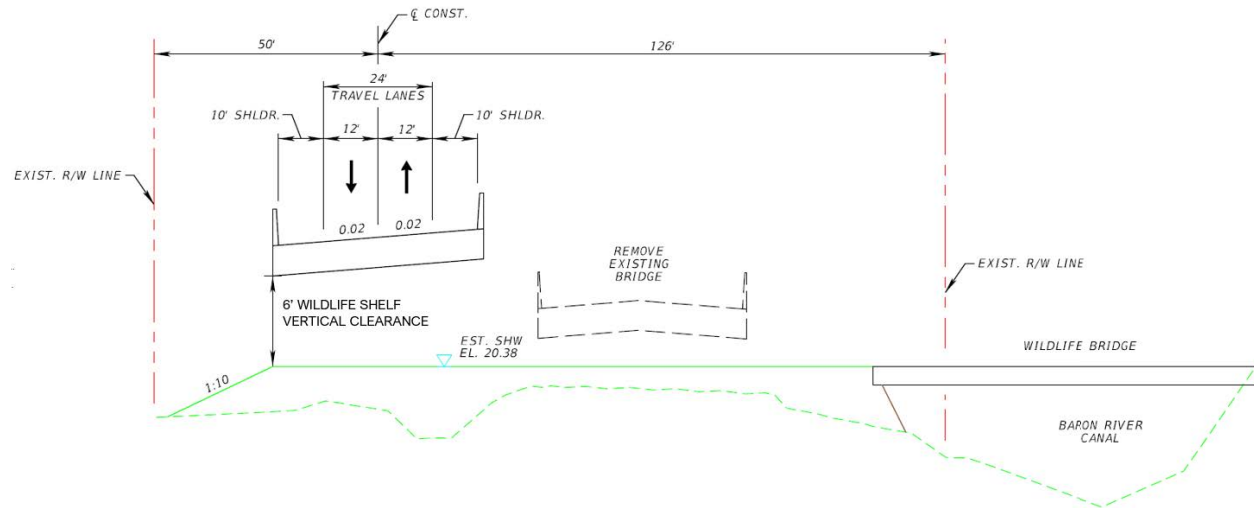 ℄ CONST.
50'
126'
24'
TRAVEL LANES
10' SHLDR.
12'
12'
10' SHLDR.
EXIST. R/W LINE
0.02
0.02
REMOVE
EXISTING
BRIDGE
EXIST. R/W LINE
6' WILDLIFE SHELF
VERTICAL CLEARANCE
EST. SHW
EL. 20.38
WILDLIFE BRIDGE
1:10
BARON RIVER
CANAL